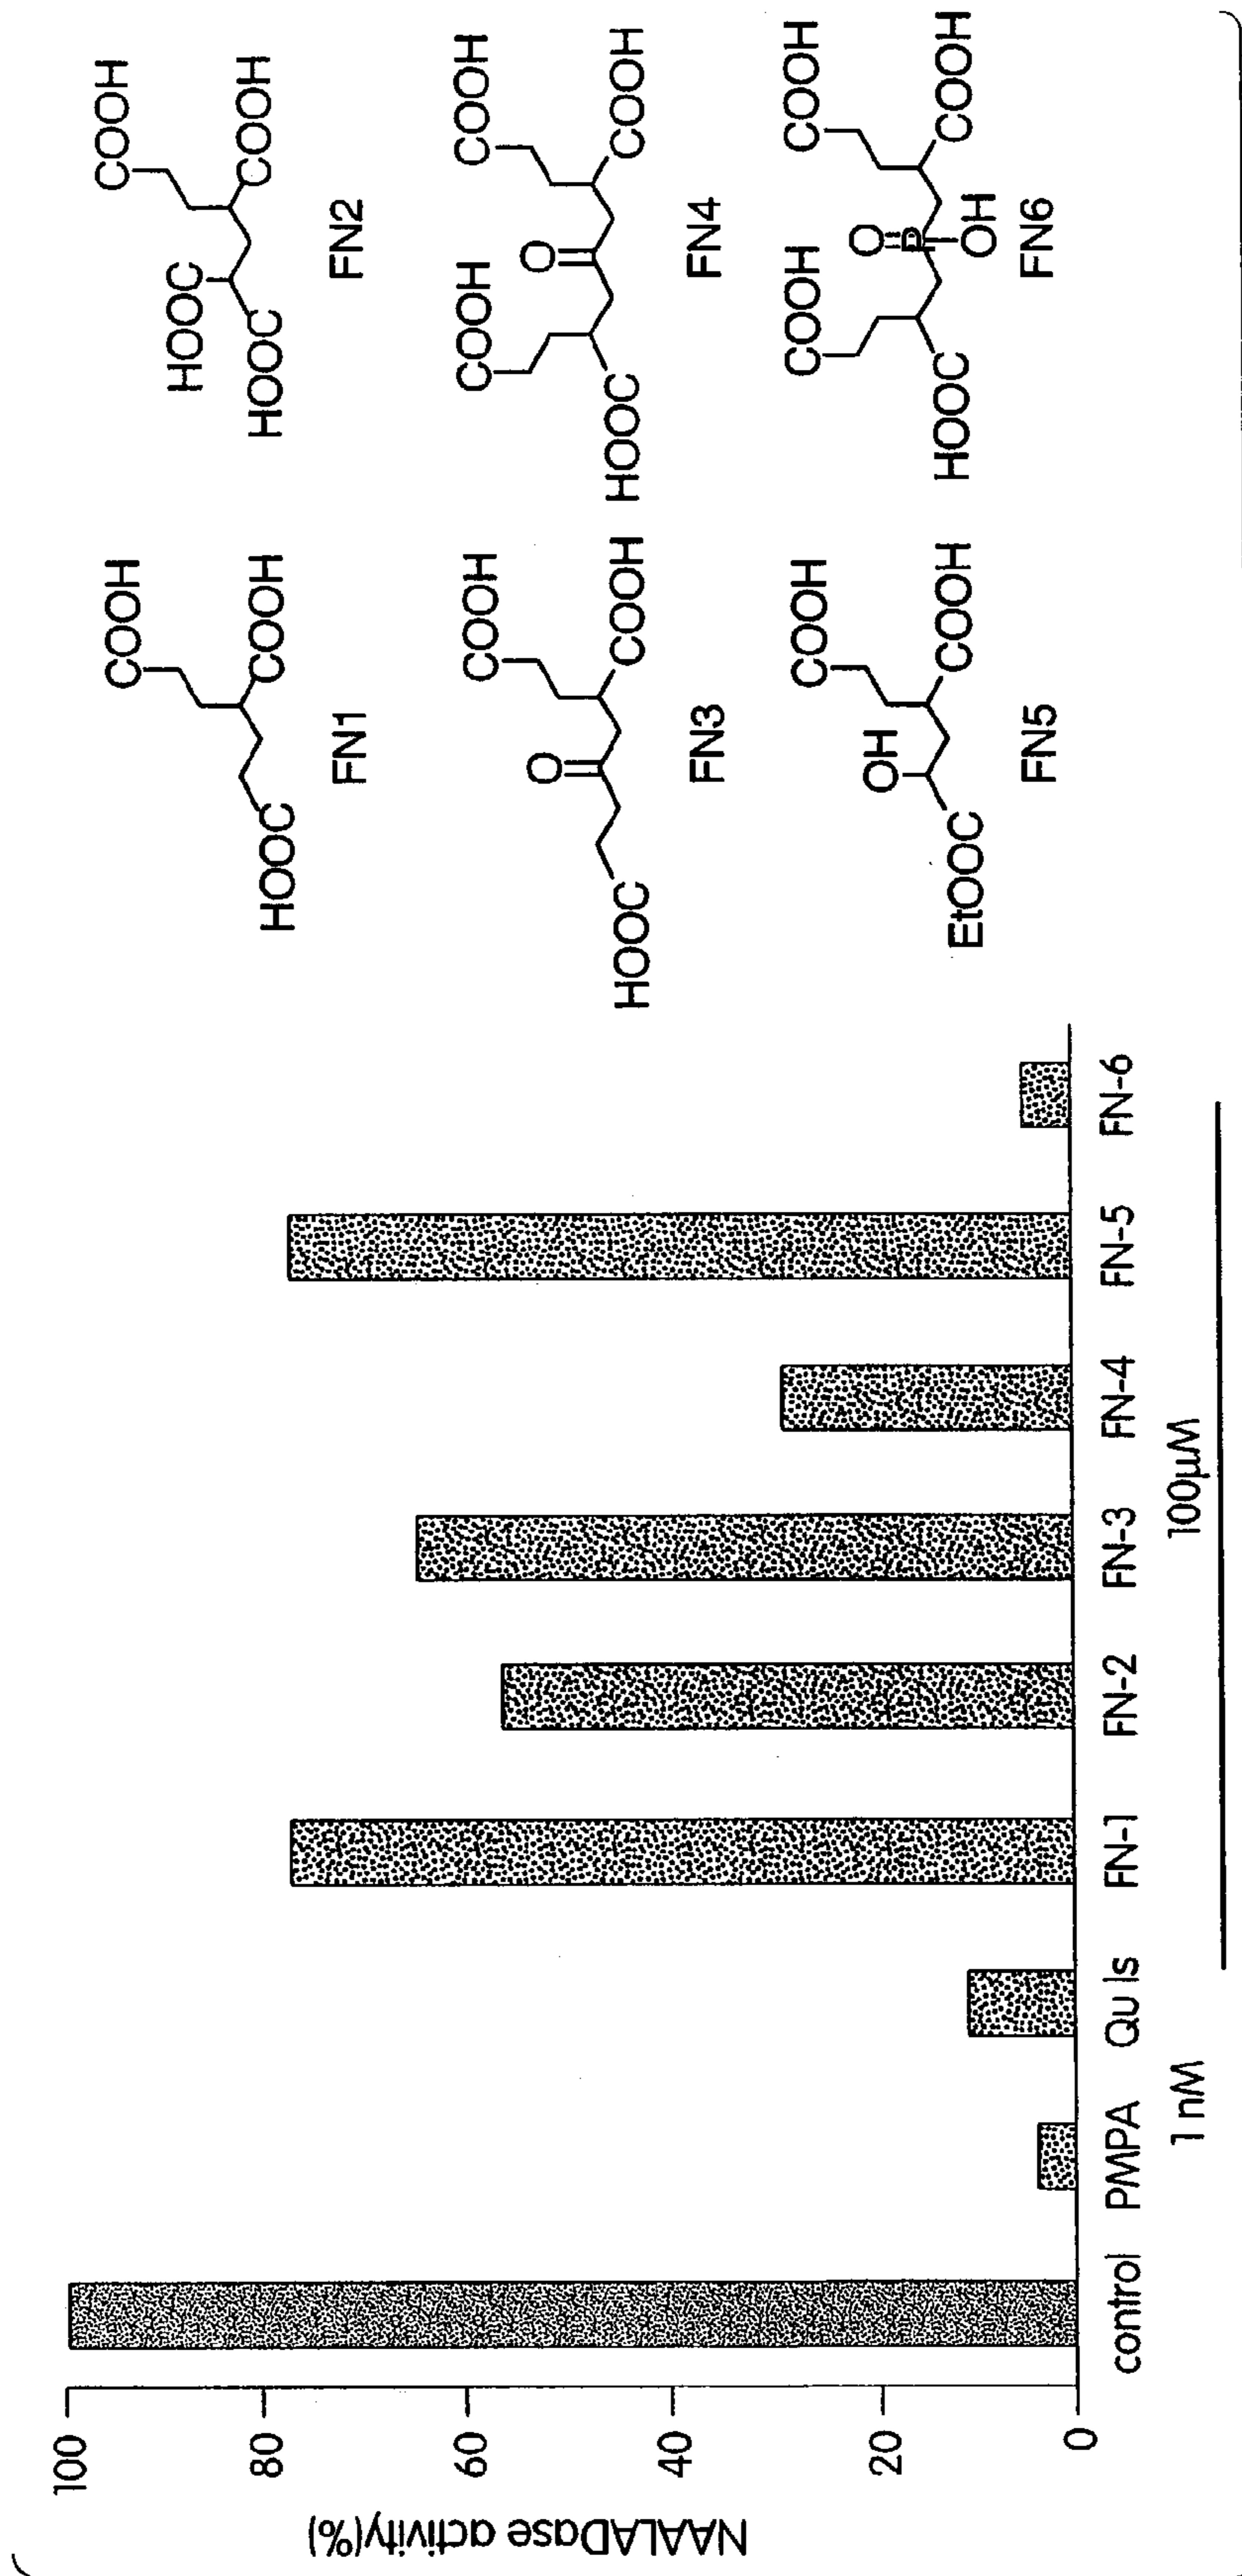 NAALADase activity(%)
100
80
60
40
20
0
control
PMPA
Quis
FN-1
FN-2
FN-3
FN-4
FN-5
FN-6
1 nM
100μM
HOOC
COOH
COOH
FN1
HOOC
HOOC
COOH
COOH
FN2
HOOC
O
COOH
COOH
FN3
HOOC
COOH
O
COOH
COOH
FN4
EtOOC
OH
COOH
COOH
FN5
HOOC
COOH
O
P
OH
COOH
COOH
FN6